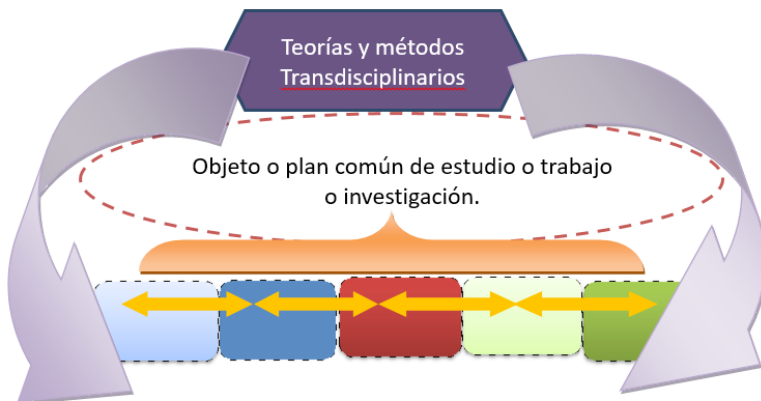 Teorías y métodos
Transdisciplinarios
Objeto o plan común de estudio o trabajo
o investigación.